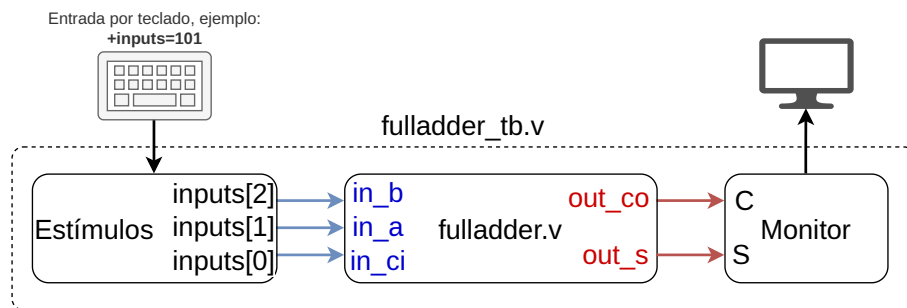 Entrada por teclado, ejemplo:
+inputs=101
fulladder_tb.v
Estímulos
inputs[2]
inputs[1]
inputs[0]
in_b
in_a
in_ci
fulladder.v
out_co
out_s
C
S
Monitor